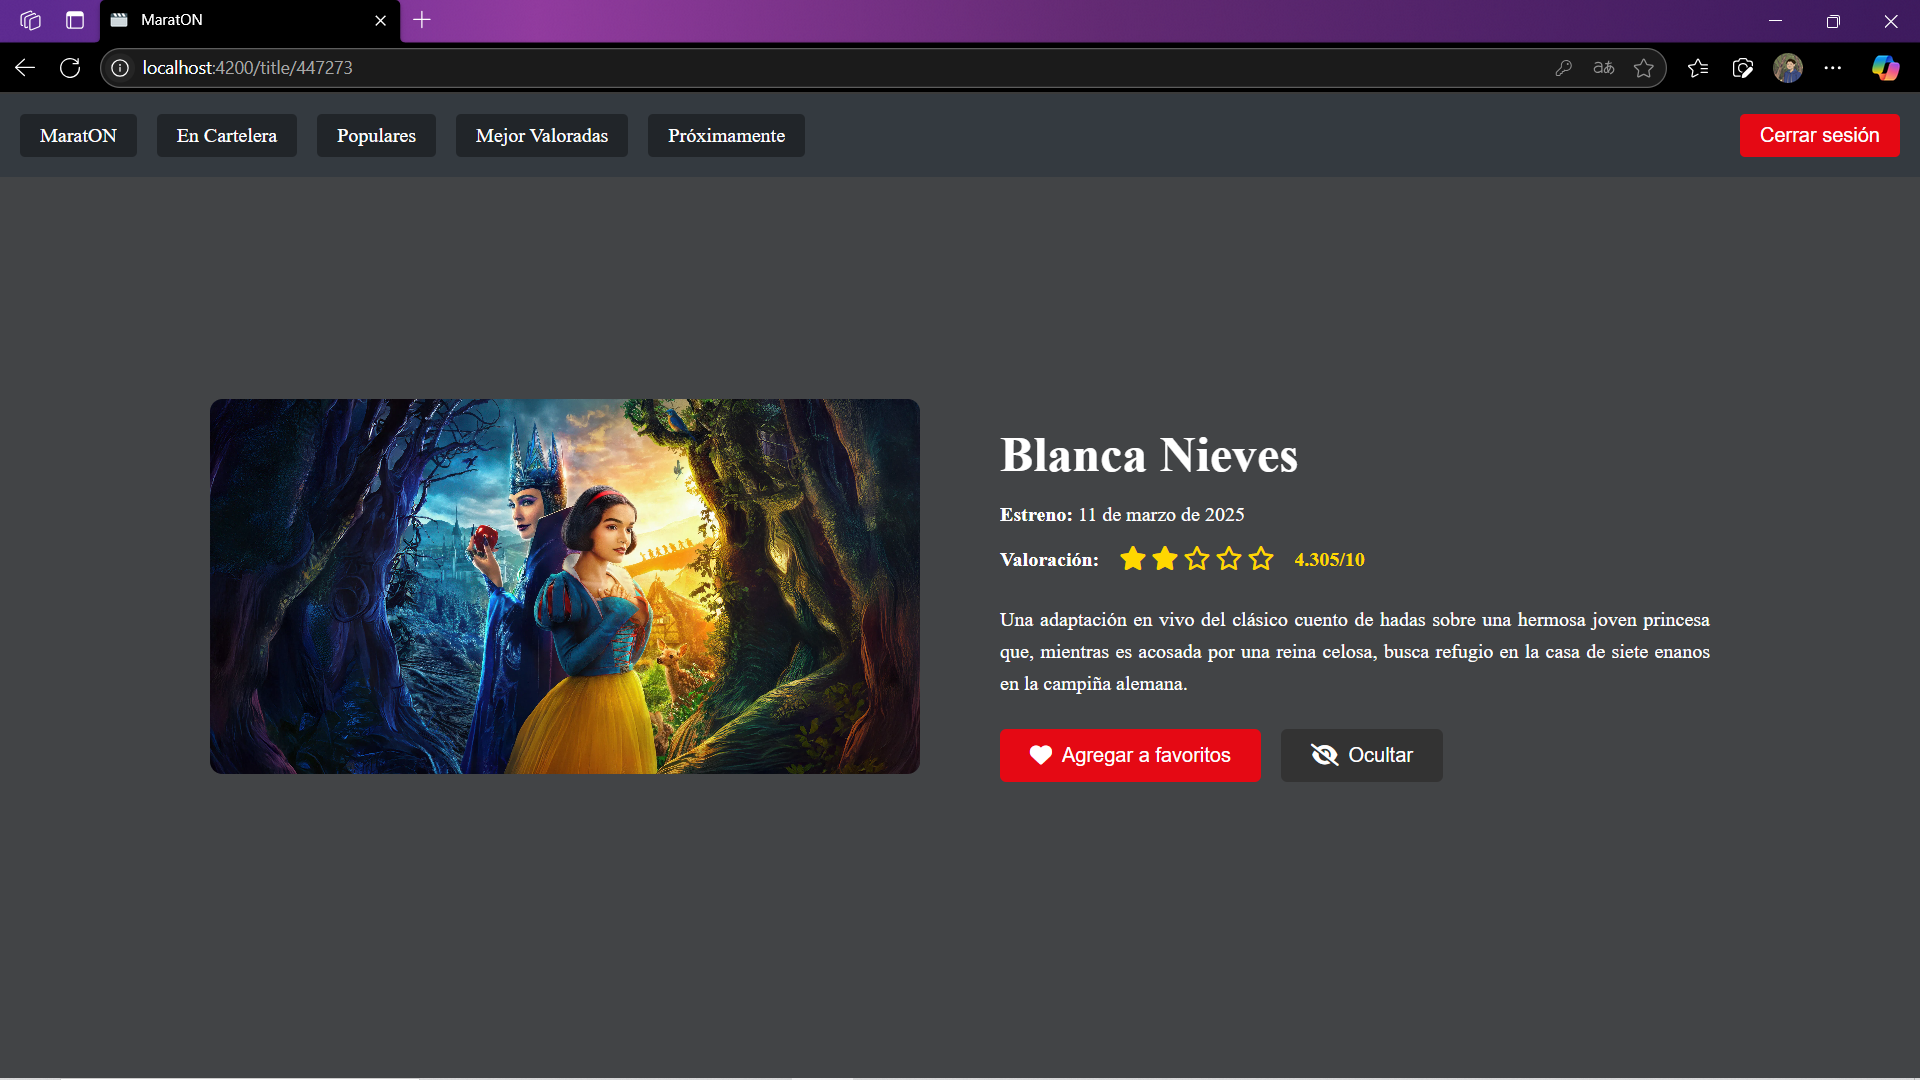 MaratON
localhost:4200/title/447273
aあ
MaratON
En Cartelera
Populares
Mejor Valoradas
Próximamente
Cerrar sesión
Blanca Nieves
Estreno: 11 de marzo de 2025
Valoración: 4.305/10
Una adaptación en vivo del clásico cuento de hadas sobre una hermosa joven princesa
que, mientras es acosada por una reina celosa, busca refugio en la casa de siete enanos
en la campiña alemana.
Agregar a favoritos
Ocultar